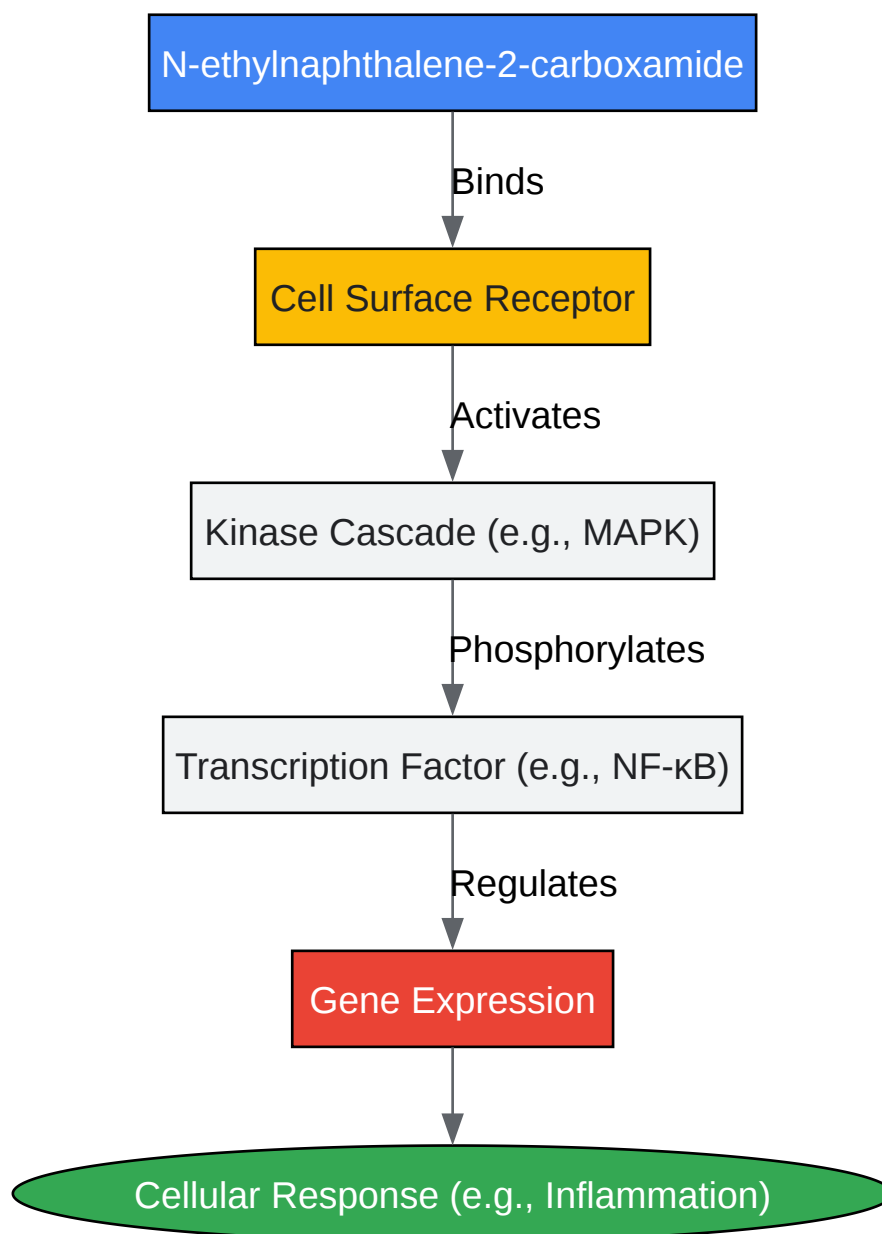 N-ethylnaphthalene-2-carboxamide
Binds
Cell Surface Receptor
Activates
Kinase Cascade (e.g., MAPK)
Phosphorylates
Transcription Factor (e.g., NF-κB)
Regulates
Gene Expression
Cellular Response (e.g., Inflammation)